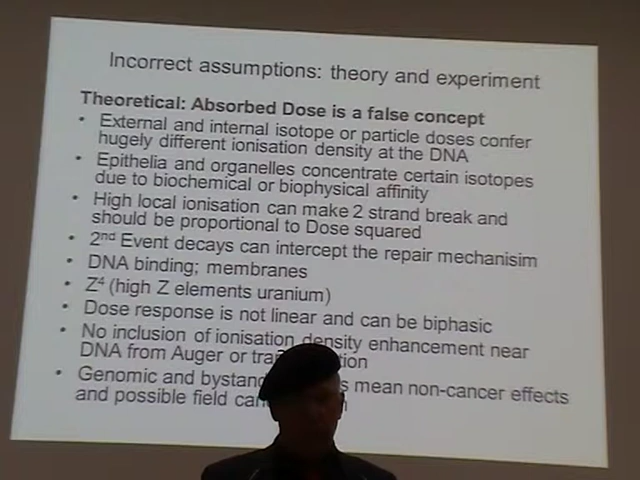 Incorrect assumptions: theory and experiment
Theoretical: Absorbed Dose is a false concept
• External and internal isotope or particle doses confer
hugely different ionisation density at the DNA
• Epithelia and organelles concentrate certain isotopes
due to biochemical or biophysical affinity
• High local ionisation can make 2 strand break and
should be proportional to Dose squared
• 2nd Event decays can intercept the repair mechanisim
• DNA binding; membranes
• Z4 (high Z elements uranium)
• Dose response is not linear and can be biphasic
• No inclusion of ionisation density enhancement near
DNA from Auger or
• Genomic and mean non-cancer effects
and possible field